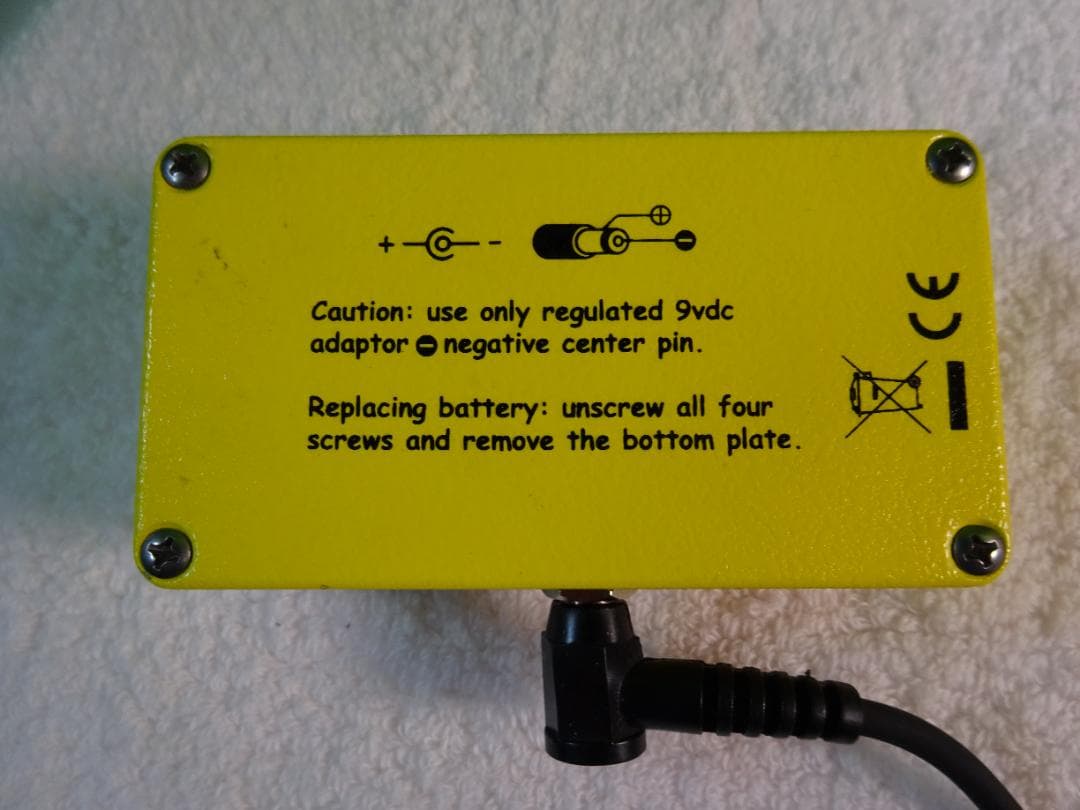 + -
Caution: use only regulated 9vdc
adaptor ⊖ negative center pin.
Replacing battery: unscrew all four
screws and remove the bottom plate.
CE